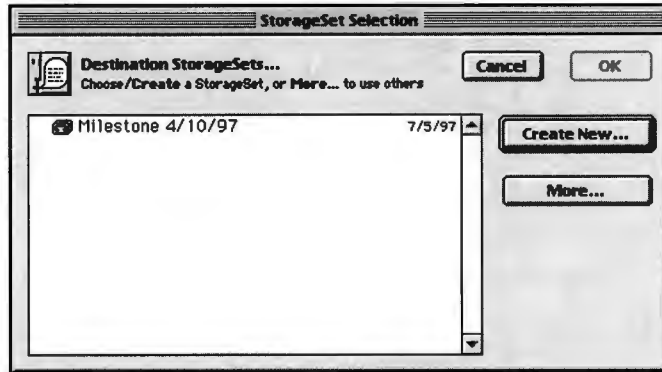 StorageSet Selection
Destination StorageSets...
Choose/Create a StorageSet, or More... to use others
Cancel
OK
Milestone 4/10/97 7/5/97
Create New...
More...